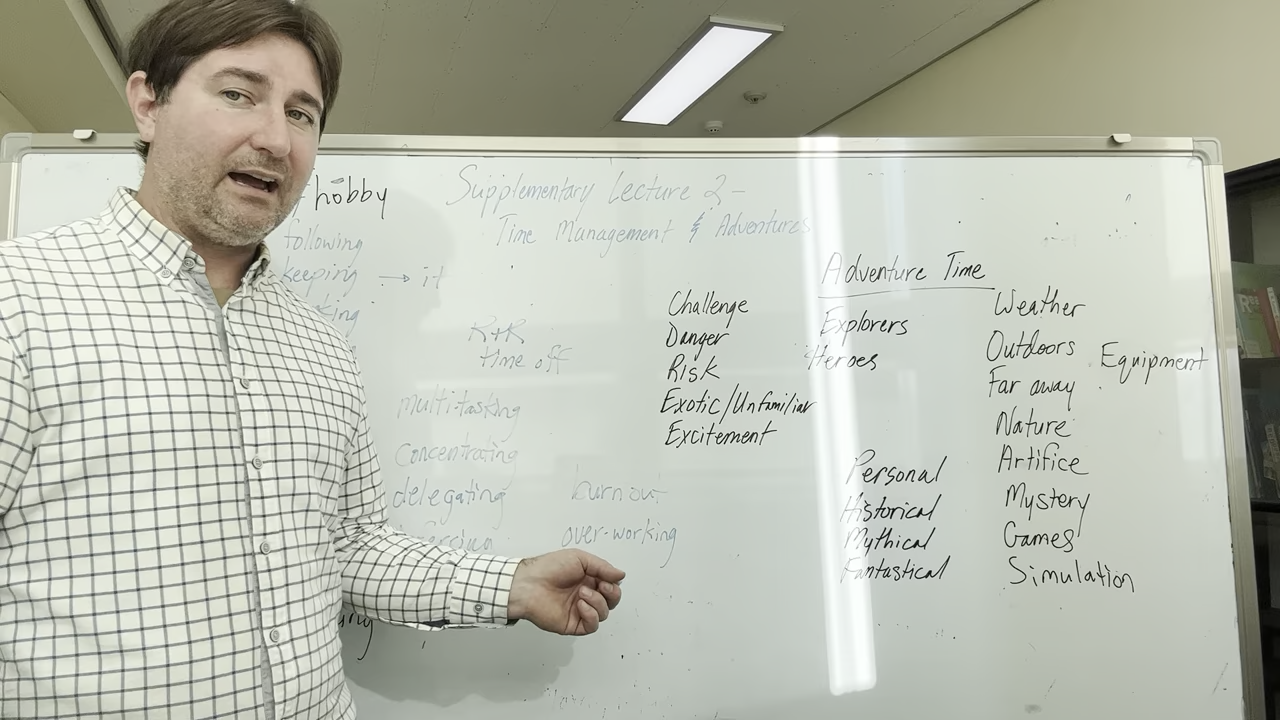 hobby
Supplementary Lecture 2 -
Time Management & Adventures
following
keeping → it
R+R
time off
multi-tasking
concentrating
delegating
burnout
over-working
Adventure Time
Challenge
Danger
Risk
Exotic/Unfamiliar
Excitement
Explorers
Heroes
Personal
Historical
Mythical
Fantastical
Weather
Outdoors
Equipment
Far away
Nature
Artifice
Mystery
Games
Simulation